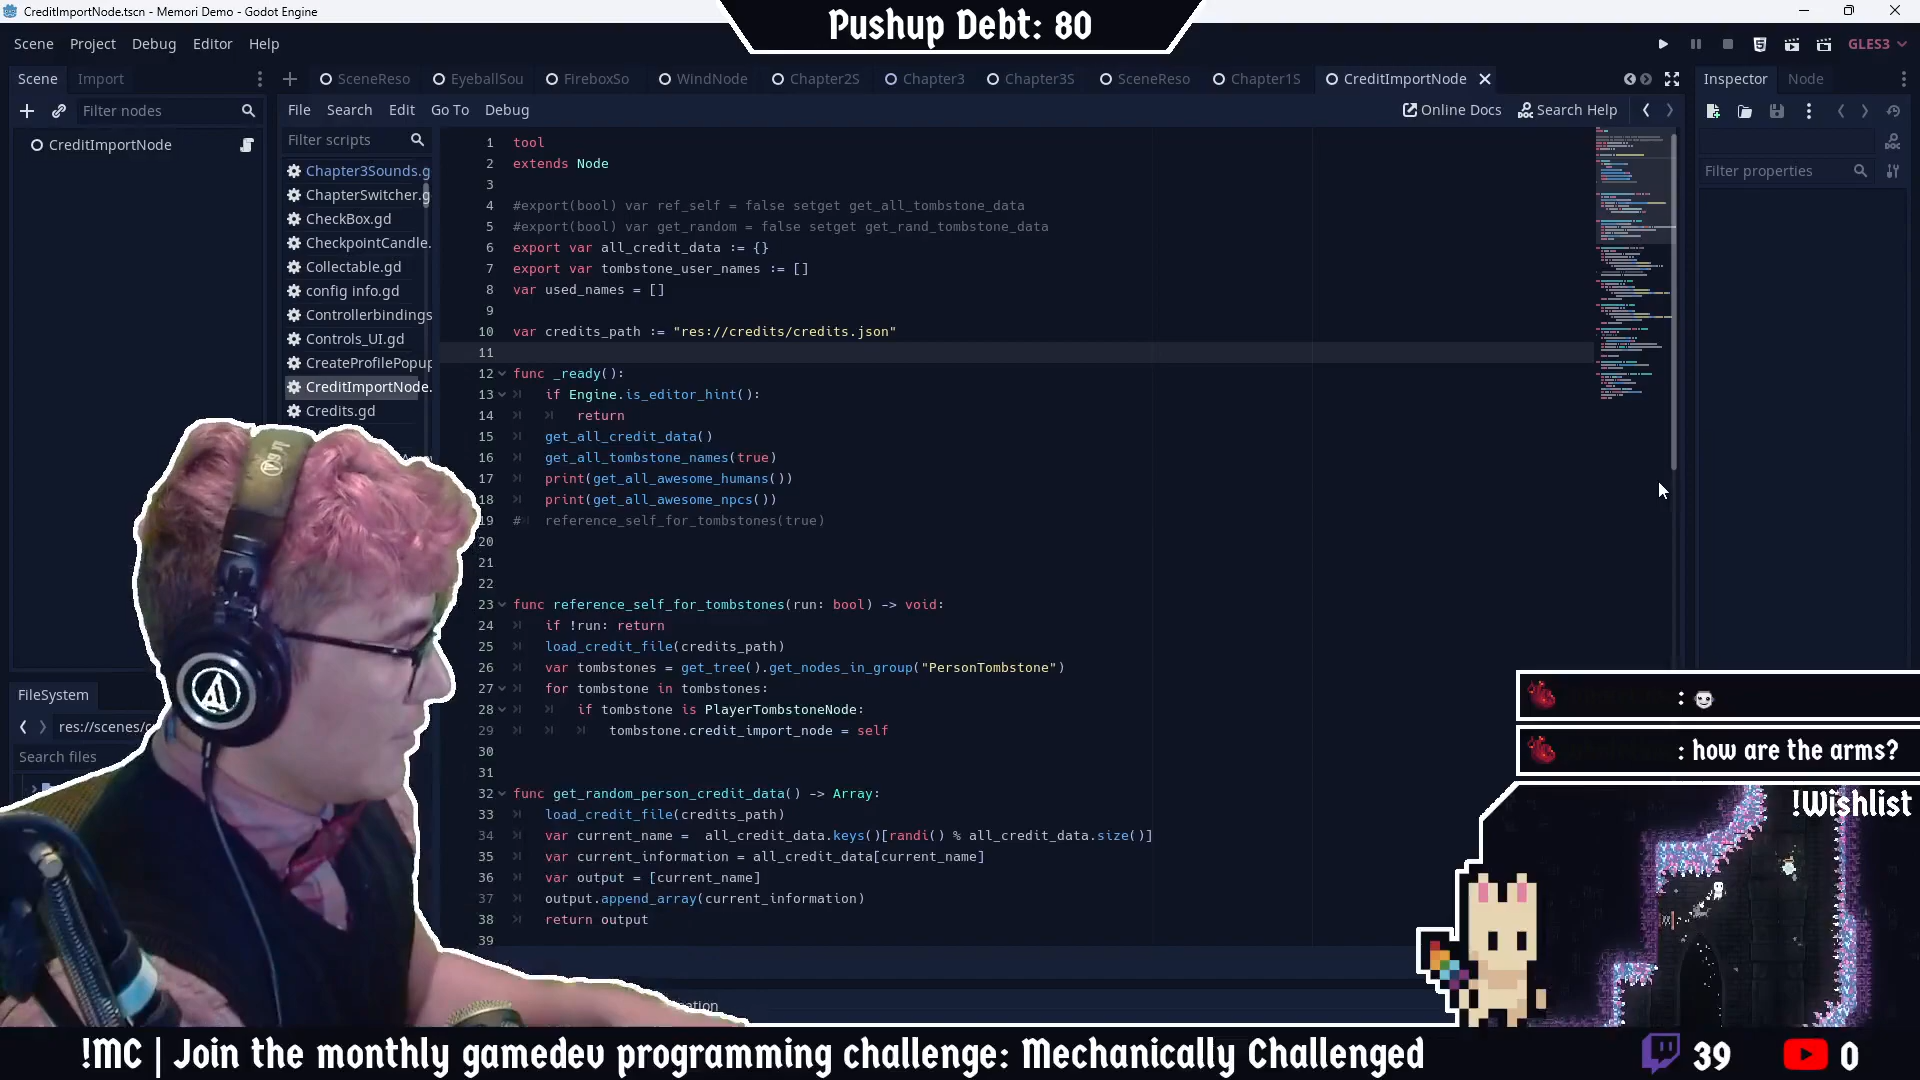 CreditImportNode.tscn - Memori Demo - Godot Engine
Pushup Debt: 80
Scene Project Debug Editor Help
GLES3
Scene Import
SceneReso EyeballSou FireboxSo WindNode Chapter2S Chapter3 Chapter3S SceneReso Chapter1S CreditImportNode
Inspector Node
Filter nodes
File Search Edit Go To Debug
Online Docs Search Help
CreditImportNode
Filter scripts
Filter properties
Chapter3Sounds.g
ChapterSwitcher.g
CheckBox.gd
CheckpointCandle.
Collectable.gd
config info.gd
Controllerbindings
Controls_UI.gd
CreateProfilePopup
CreditImportNode.
Credits.gd
1 tool
2 extends Node
3
4 #export(bool) var ref_self = false setget get_all_tombstone_data
5 #export(bool) var get_random = false setget get_rand_tombstone_data
6 export var all_credit_data := {}
7 export var tombstone_user_names := []
8 var used_names = []
9
10 var credits_path := "res://credits/credits.json"
11
12 func _ready():
13 if Engine.is_editor_hint():
14 return
15 get_all_credit_data()
16 get_all_tombstone_names(true)
17 print(get_all_awesome_humans())
18 print(get_all_awesome_npcs())
19 # reference_self_for_tombstones(true)
20
21
22
23 func reference_self_for_tombstones(run: bool) -> void:
24 if !run: return
25 load_credit_file(credits_path)
26 var tombstones = get_tree().get_nodes_in_group("PersonTombstone")
27 for tombstone in tombstones:
28 if tombstone is PlayerTombstoneNode:
29 tombstone.credit_import_node = self
30
31
32 func get_random_person_credit_data() -> Array:
33 load_credit_file(credits_path)
34 var current_name =  all_credit_data.keys()[randi() % all_credit_data.size()]
35 var current_information = all_credit_data[current_name]
36 var output = [current_name]
37 output.append_array(current_information)
38 return output
39
FileSystem
res://scenes/c
Search files
:
: how are the arms?
!Wishlist
!MC | Join the monthly gamedev programming challenge: Mechanically Challenged
39
0